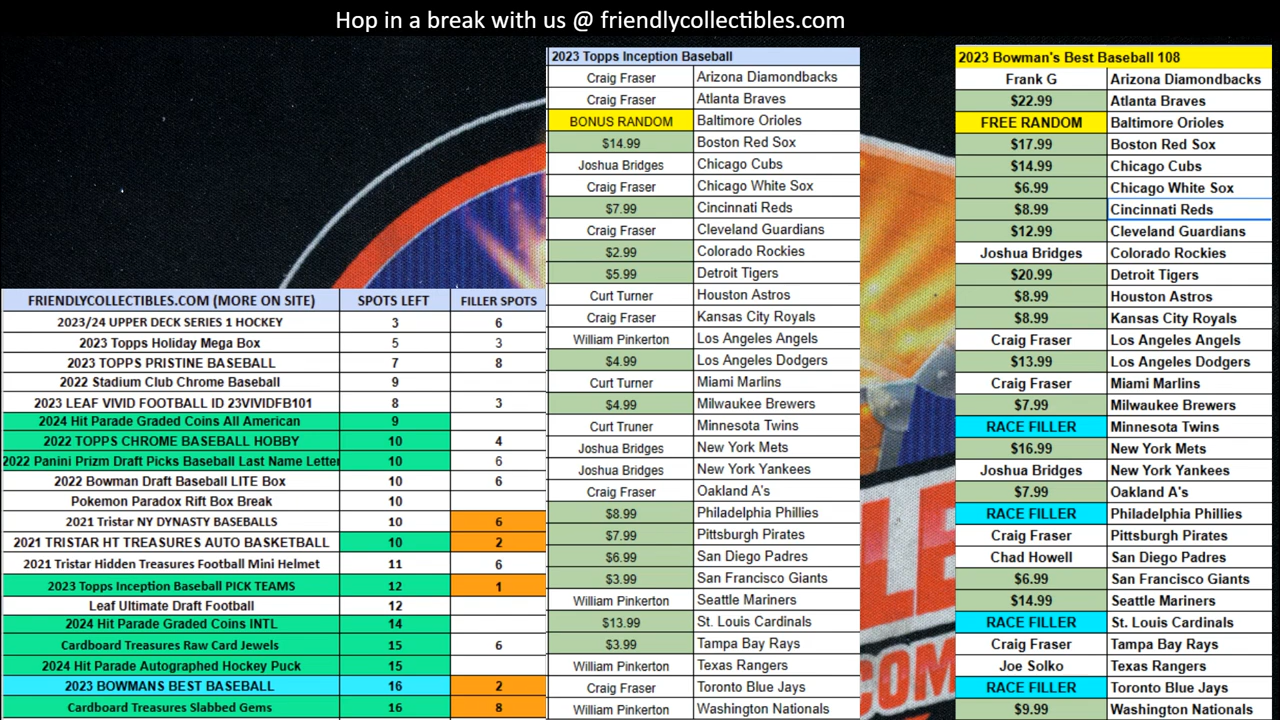 Hop in a break with us @ friendlycollectibles.com
FRIENDLYCOLLECTIBLES.COM (MORE ON SITE) SPOTS LEFT FILLER SPOTS
2023/24 UPPER DECK SERIES 1 HOCKEY 3 6
2023 Topps Holiday Mega Box 5 3
2023 TOPPS PRISTINE BASEBALL 7 8
2022 Stadium Club Chrome Baseball 9
2023 LEAF VIVID FOOTBALL ID 23VIVIDFB101 8 3
2024 Hit Parade Graded Coins All American 9
2022 TOPPS CHROME BASEBALL HOBBY 10 4
2022 Panini Prizm Draft Picks Baseball Last Name Letter 10 6
2022 Bowman Draft Baseball LITE Box 10 6
Pokemon Paradox Rift Box Break 10
2021 Tristar NY DYNASTY BASEBALLS 10 6
2021 TRISTAR HT TREASURES AUTO BASKETBALL 10 2
2021 Tristar Hidden Treasures Football Mini Helmet 11 6
2023 Topps Inception Baseball PICK TEAMS 12 1
Leaf Ultimate Draft Football 12
2024 Hit Parade Graded Coins INTL 14
Cardboard Treasures Raw Card Jewels 15 6
2024 Hit Parade Autographed Hockey Puck 15
2023 BOWMANS BEST BASEBALL 16 2
Cardboard Treasures Slabbed Gems 16 8
2023 Topps Inception Baseball
Craig Fraser Arizona Diamondbacks
Craig Fraser Atlanta Braves
BONUS RANDOM Baltimore Orioles
$14.99 Boston Red Sox
Joshua Bridges Chicago Cubs
Craig Fraser Chicago White Sox
$7.99 Cincinnati Reds
Craig Fraser Cleveland Guardians
$2.99 Colorado Rockies
$5.99 Detroit Tigers
Curt Turner Houston Astros
Craig Fraser Kansas City Royals
William Pinkerton Los Angeles Angels
$4.99 Los Angeles Dodgers
Curt Turner Miami Marlins
$4.99 Milwaukee Brewers
Curt Truner Minnesota Twins
Joshua Bridges New York Mets
Joshua Bridges New York Yankees
Craig Fraser Oakland A's
$8.99 Philadelphia Phillies
$7.99 Pittsburgh Pirates
$6.99 San Diego Padres
$3.99 San Francisco Giants
William Pinkerton Seattle Mariners
$13.99 St. Louis Cardinals
$3.99 Tampa Bay Rays
William Pinkerton Texas Rangers
Craig Fraser Toronto Blue Jays
William Pinkerton Washington Nationals
2023 Bowman's Best Baseball 108
Frank G Arizona Diamondbacks
$22.99 Atlanta Braves
FREE RANDOM Baltimore Orioles
$17.99 Boston Red Sox
$14.99 Chicago Cubs
$6.99 Chicago White Sox
$8.99 Cincinnati Reds
$12.99 Cleveland Guardians
Joshua Bridges Colorado Rockies
$20.99 Detroit Tigers
$8.99 Houston Astros
$8.99 Kansas City Royals
Craig Fraser Los Angeles Angels
$13.99 Los Angeles Dodgers
Craig Fraser Miami Marlins
$7.99 Milwaukee Brewers
RACE FILLER Minnesota Twins
$16.99 New York Mets
Joshua Bridges New York Yankees
$7.99 Oakland A's
RACE FILLER Philadelphia Phillies
Craig Fraser Pittsburgh Pirates
Chad Howell San Diego Padres
$6.99 San Francisco Giants
$14.99 Seattle Mariners
RACE FILLER St. Louis Cardinals
Craig Fraser Tampa Bay Rays
Joe Solko Texas Rangers
RACE FILLER Toronto Blue Jays
$9.99 Washington Nationals